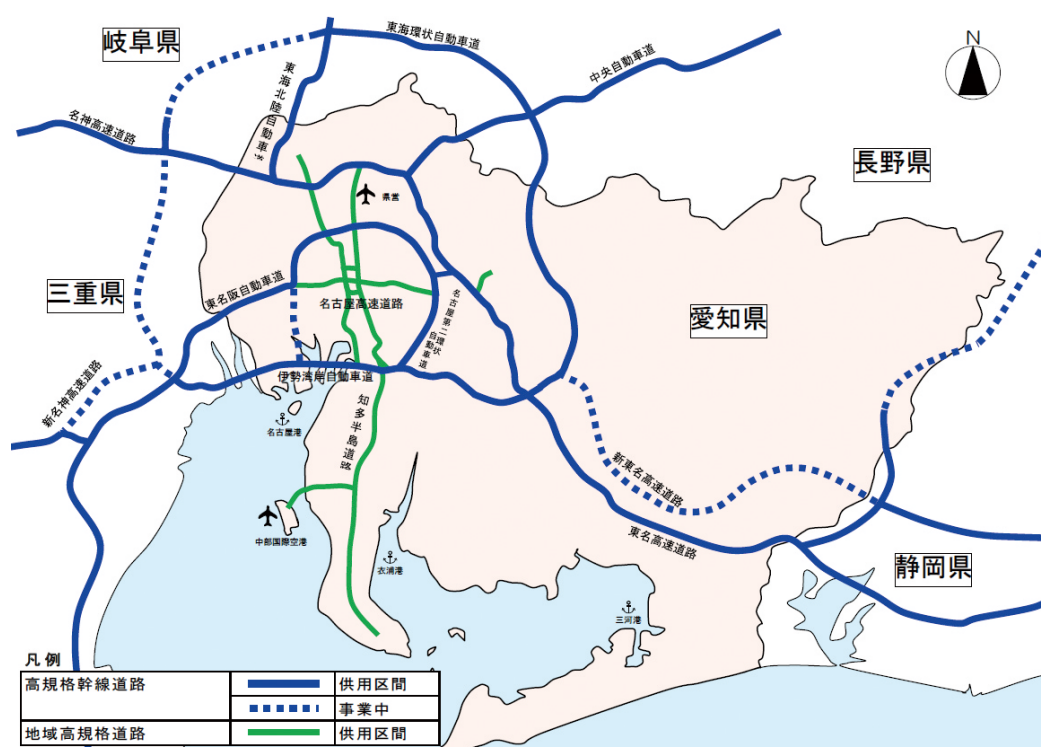 岐阜県
東海環状自動車道
中央自動車道
N
東海北陸自動車道
名神高速道路
長野県
県営
三重県
東名阪自動車道
名古屋高速道路
名古屋第二環状自動車道
愛知県
伊勢湾岸自動車道
新名神高速道路
知多半島道路
名古屋港
新東名高速道路
東名高速道路
中部国際空港
衣浦港
静岡県
三河港
凡例
高規格幹線道路 供用区間
事業中
地域高規格道路 供用区間